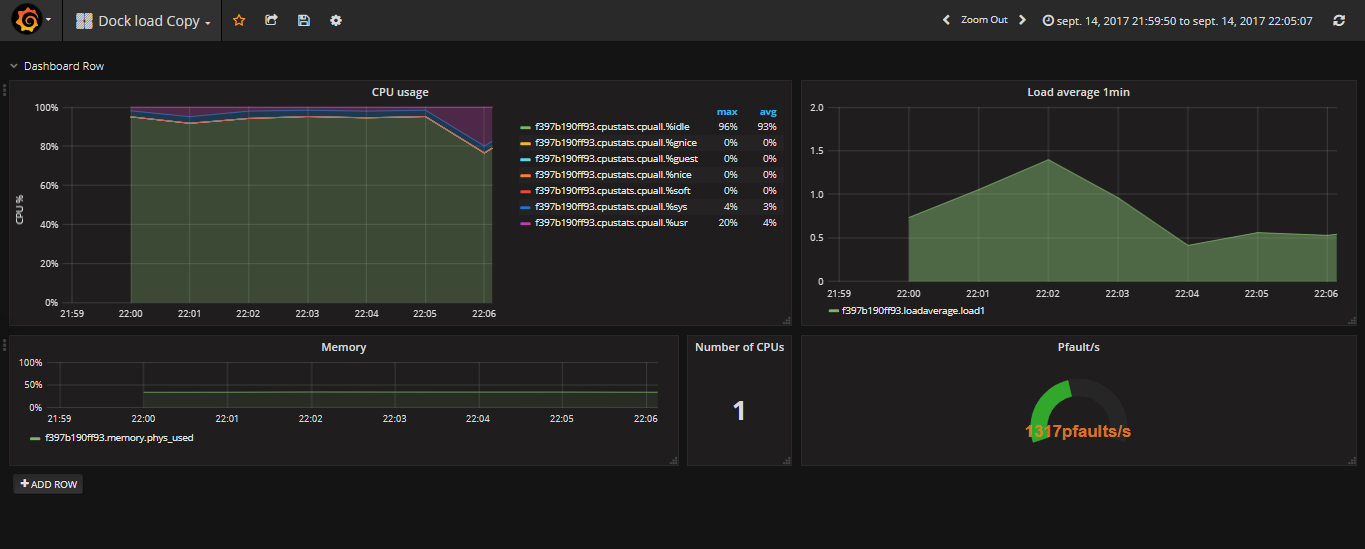 Dock load Copy
Zoom Out
sept. 14, 2017 21:59:50 to sept. 14, 2017 22:05:07
Dashboard Row
CPU usage
CPU %
100%
80%
60%
40%
20%
0%
21:59 22:00 22:01 22:02 22:03 22:04 22:05 22:06
max avg
f397b190ff93.cpustats.cpuall.%idle 96% 93%
f397b190ff93.cpustats.cpuall.%gnice 0% 0%
f397b190ff93.cpustats.cpuall.%guest 0% 0%
f397b190ff93.cpustats.cpuall.%nice 0% 0%
f397b190ff93.cpustats.cpuall.%soft 0% 0%
f397b190ff93.cpustats.cpuall.%sys 4% 3%
f397b190ff93.cpustats.cpuall.%usr 20% 4%
Load average 1min
2.0
1.5
1.0
0.5
0
21:59 22:00 22:01 22:02 22:03 22:04 22:05 22:06
f397b190ff93.loadaverage.load1
Memory
100%
50%
0%
21:59 22:00 22:01 22:02 22:03 22:04 22:05 22:06
f397b190ff93.memory.phys_used
Number of CPUs
1
Pfault/s
1317pfaults/s
ADD ROW